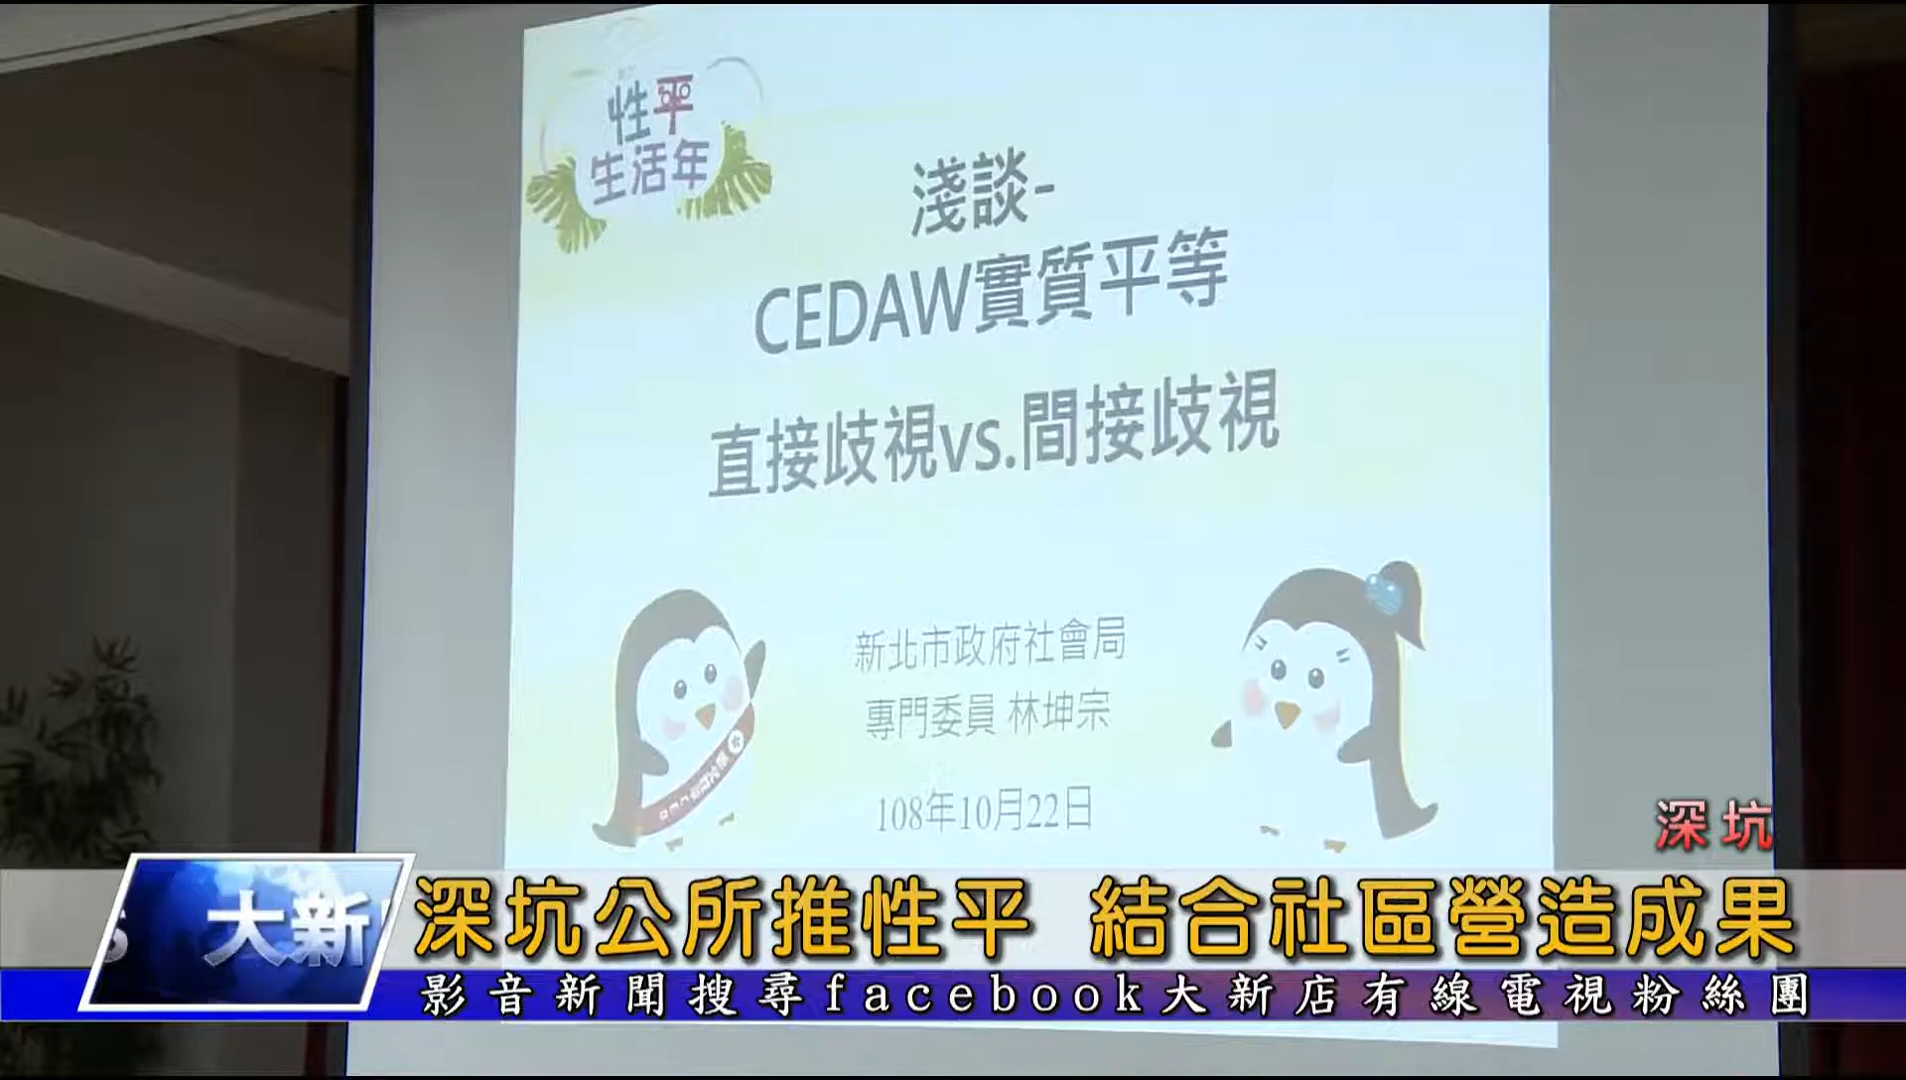 性平
生活年
淺談-
CEDAW實質平等
直接歧視vs.間接歧視
新北市政府社會局
專門委員 林坤宗
108年10月22日
深坑
大新
深坑公所推性平 結合社區營造成果
影音新聞搜尋facebook大新店有線電視粉絲團